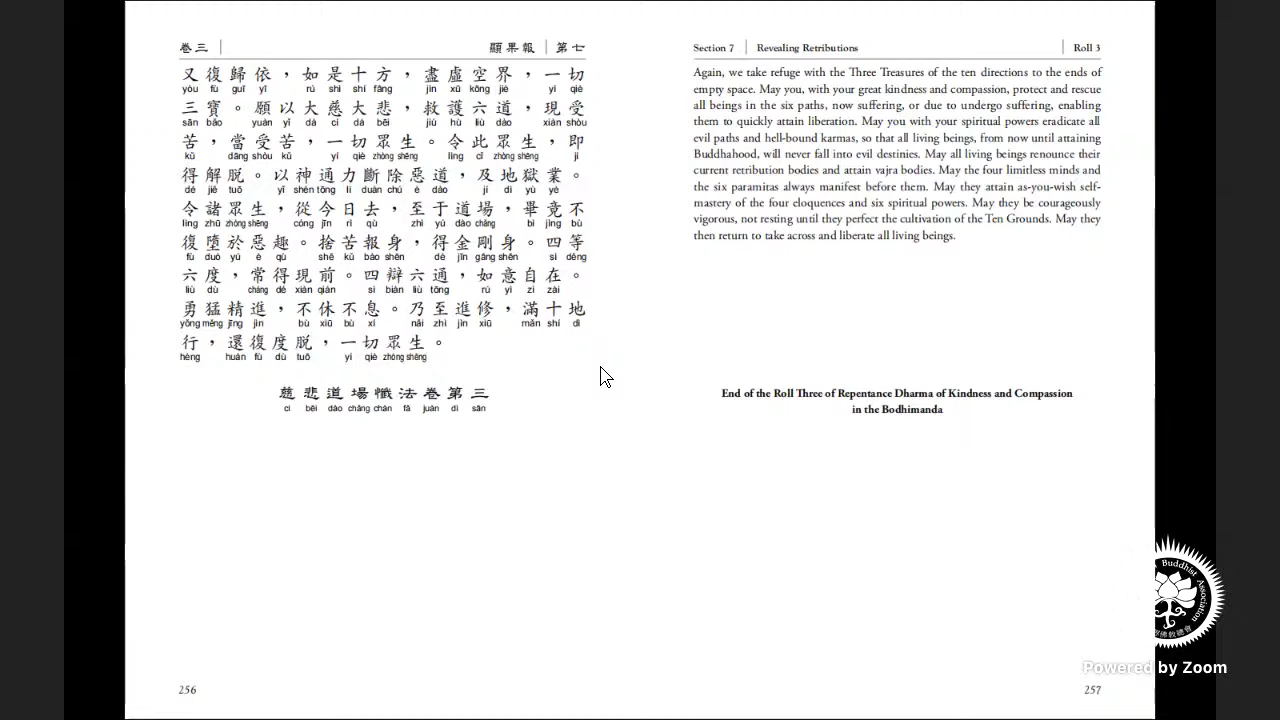 卷三 顯果報 第七
又復歸依，如是十方，盡虛空界，一切
yòu fù guī yī rú shì shí fāng jìn xū kōng jiè yí qiè
三寶。願以大慈大悲，救護六道，現受
sān bǎo yuàn yǐ dà cí dà bēi jiù hù liù dào xiàn shòu
苦，當受苦，一切眾生。令此眾生，即
kǔ dāng shòu kǔ yí qiè zhòng shēng lìng cǐ zhòng shēng jí
得解脫。以神通力斷除惡道，及地獄業。
dé jiě tuō yǐ shén tōng lì duàn chú è dào jí dì yù yè
令諸眾生，從今日去，至于道場，畢竟不
lìng zhū zhòng shēng cóng jīn rì qù zhì yú dào chǎng bì jìng bù
復墮於惡趣。捨苦報身，得金剛身。四等
fù duò yú è qù shě kǔ bào shēn dé jīn gāng shēn sì děng
六度，常得現前。四辯六通，如意自在。
liù dù cháng dé xiàn qián sì biàn liù tōng rú yì zì zài
勇猛精進，不休不息。乃至進修，滿十地
yǒng měng jīng jìn bù xiū bù xí nǎi zhì jìn xiū mǎn shí dì
行，還復度脫，一切眾生。
hèng huán fù dù tuō yí qiè zhòng shēng
慈悲道場懺法卷第三
cí bēi dào chǎng chàn fǎ juàn dì sān
256
Section 7 Revealing Retributions Roll 3
Again, we take refuge with the Three Treasures of the ten directions to the ends of
empty space. May you, with your great kindness and compassion, protect and rescue
all beings in the six paths, now suffering, or due to undergo suffering, enabling
them to quickly attain liberation. May you with your spiritual powers eradicate all
evil paths and hell-bound karmas, so that all living beings, from now until attaining
Buddhahood, will never fall into evil destinies. May all living beings renounce their
current retribution bodies and attain vajra bodies. May the four limitless minds and
the six paramitas always manifest before them. May they attain as-you-wish self-
mastery of the four eloquences and six spiritual powers. May they be courageously
vigorous, not resting until they perfect the cultivation of the Ten Grounds. May they
then return to take across and liberate all living beings.
End of the Roll Three of Repentance Dharma of Kindness and Compassion
in the Bodhimanda
257
Buddhist Association
佛教總會
Powered by Zoom